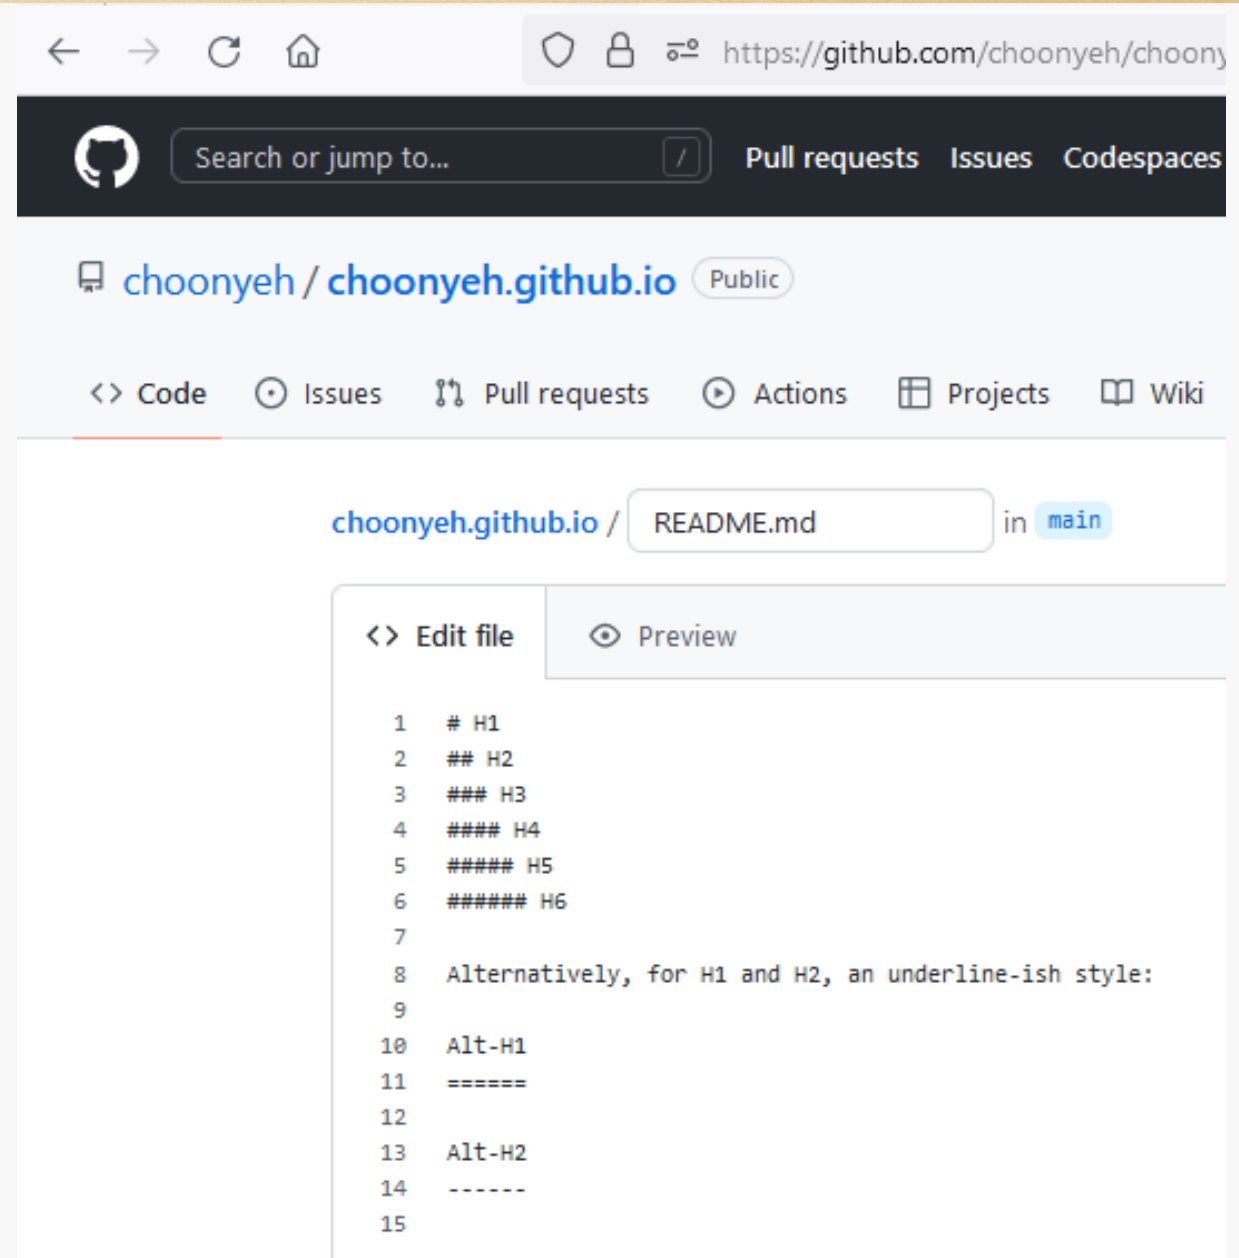 https://github.com/choonyeh/choony
Search or jump to... / Pull requests Issues Codespaces
choonyeh / choonyeh.github.io Public
<> Code Issues Pull requests Actions Projects Wiki
choonyeh.github.io / README.md in main
<> Edit file Preview
1 # H1
2 ## H2
3 ### H3
4 #### H4
5 ##### H5
6 ###### H6
7
8 Alternatively, for H1 and H2, an underline-ish style:
9
10 Alt-H1
11 ======
12
13 Alt-H2
14 ------
15